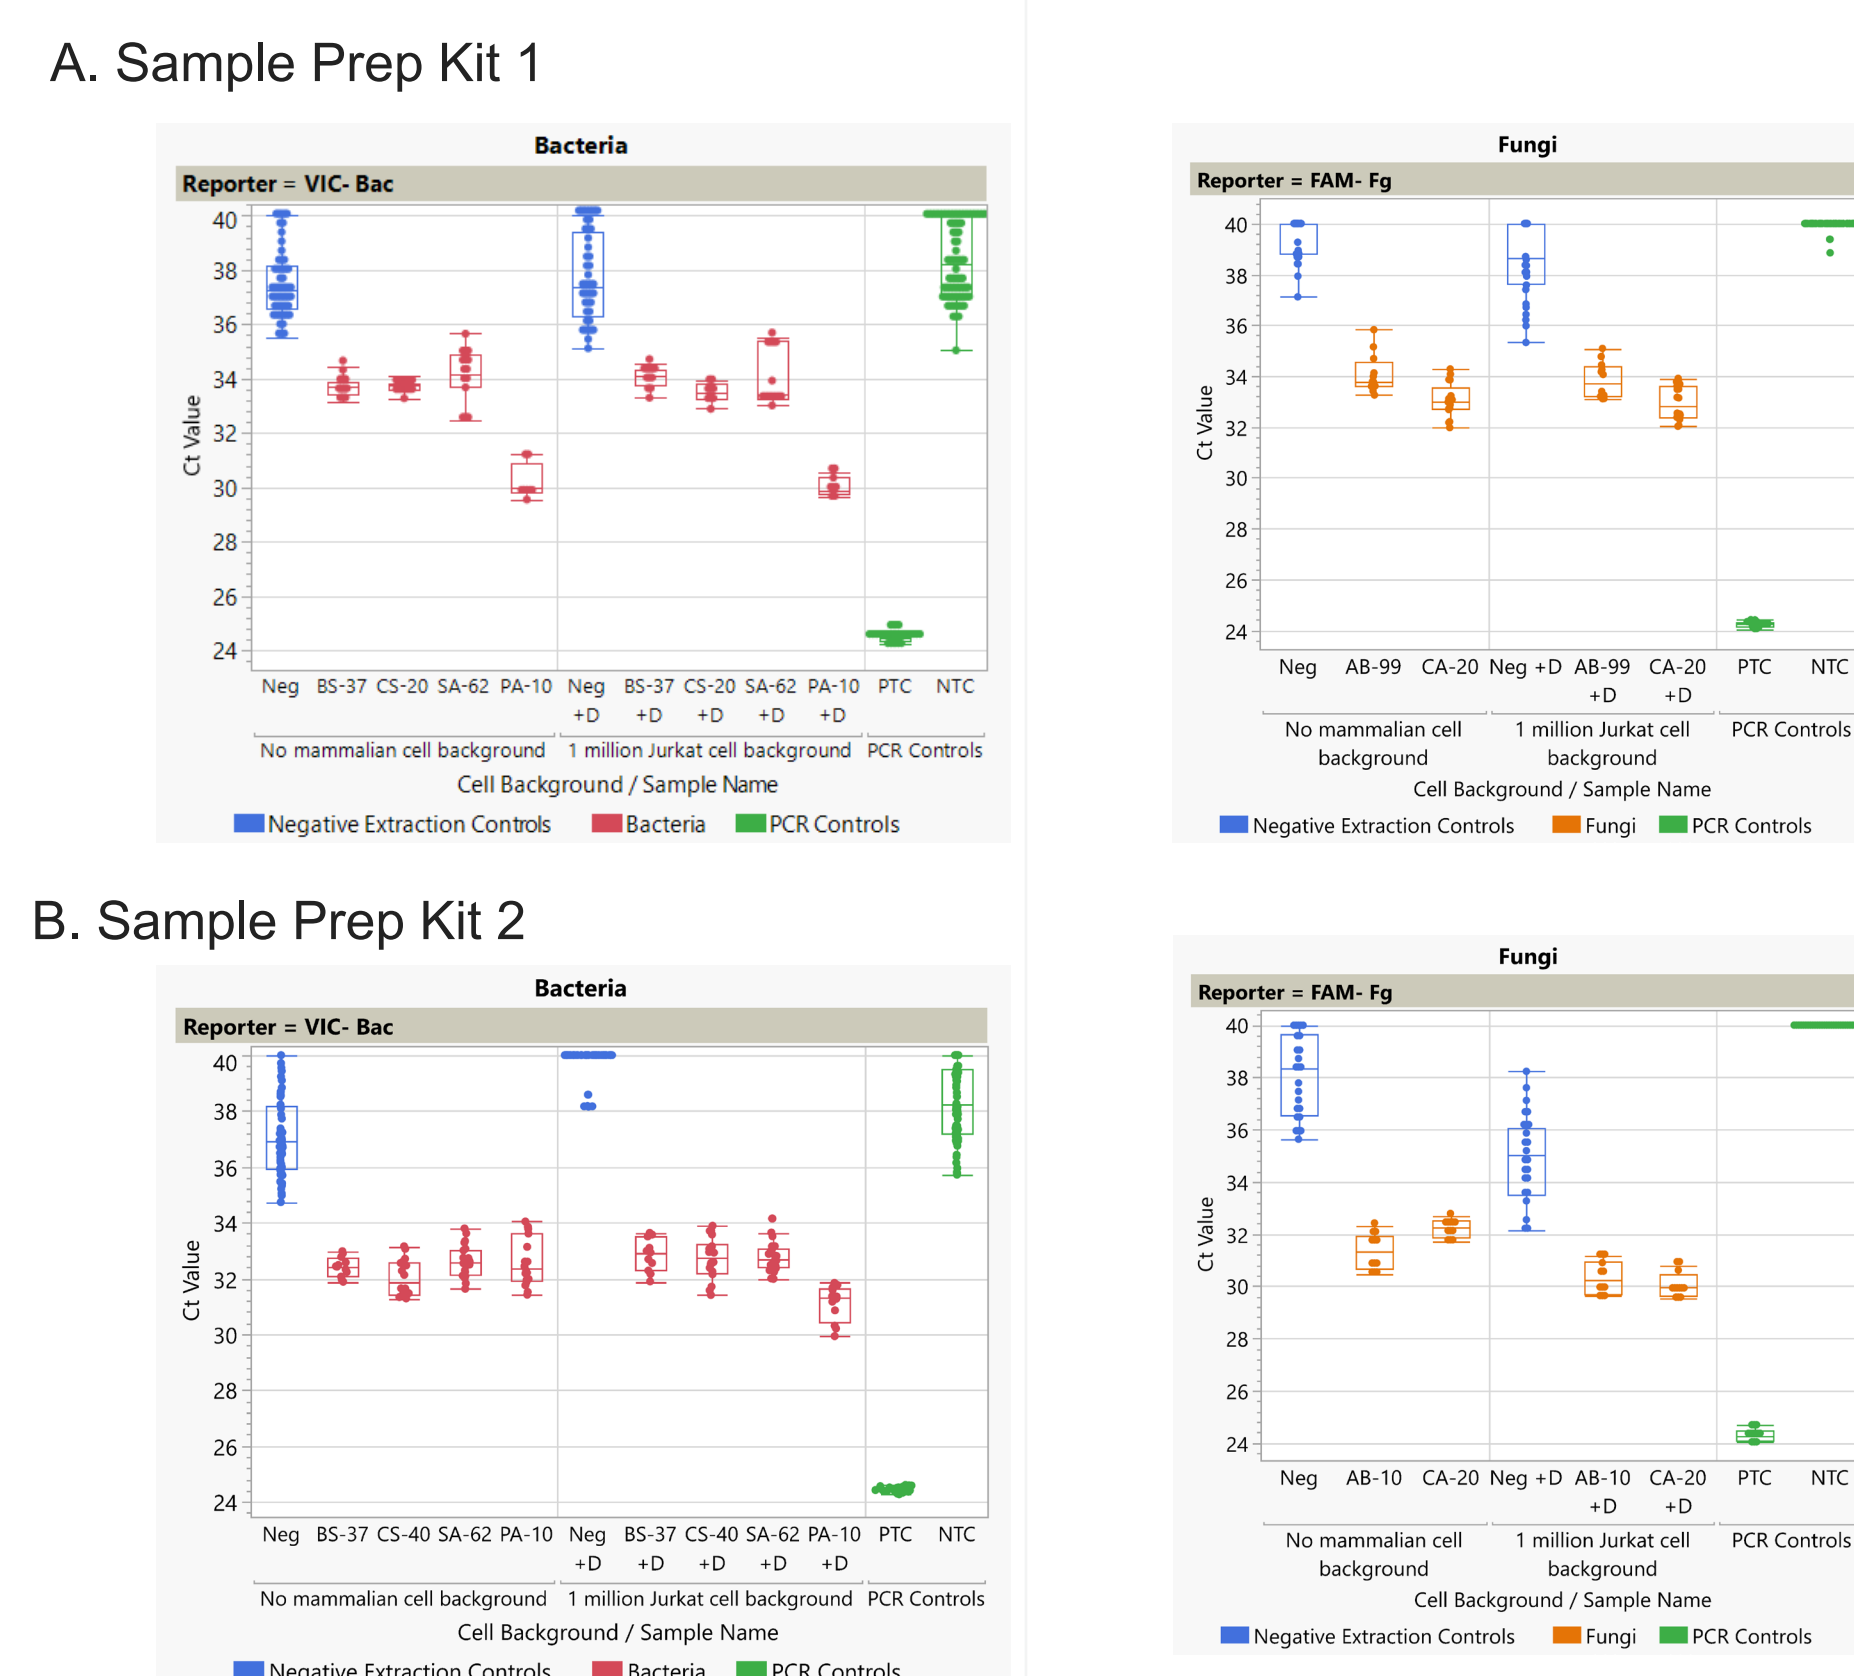 A. Sample Prep Kit 1
Bacteria
Reporter = VIC- Bac
40
38
36
34
32
30
28
26
24
Ct Value
Neg BS-37 CS-20 SA-62 PA-10 Neg BS-37 CS-20 SA-62 PA-10 PTC NTC
+D +D +D +D +D
No mammalian cell background 1 million Jurkat cell background PCR Controls
Cell Background / Sample Name
Negative Extraction Controls Bacteria PCR Controls
Fungi
Reporter = FAM- Fg
40
38
36
34
32
30
28
26
24
Ct Value
Neg AB-99 CA-20 Neg +D AB-99 CA-20 PTC NTC
+D +D
No mammalian cell 1 million Jurkat cell PCR Controls
background background
Cell Background / Sample Name
Negative Extraction Controls Fungi PCR Controls
B. Sample Prep Kit 2
Bacteria
Reporter = VIC- Bac
40
38
36
34
32
30
28
26
24
Ct Value
Neg BS-37 CS-40 SA-62 PA-10 Neg BS-37 CS-40 SA-62 PA-10 PTC NTC
+D +D +D +D +D
No mammalian cell background 1 million Jurkat cell background PCR Controls
Cell Background / Sample Name
Negative Extraction Controls Bacteria PCR Controls
Fungi
Reporter = FAM- Fg
40
38
36
34
32
30
28
26
24
Ct Value
Neg AB-10 CA-20 Neg +D AB-10 CA-20 PTC NTC
+D +D
No mammalian cell 1 million Jurkat cell PCR Controls
background background
Cell Background / Sample Name
Negative Extraction Controls Fungi PCR Controls